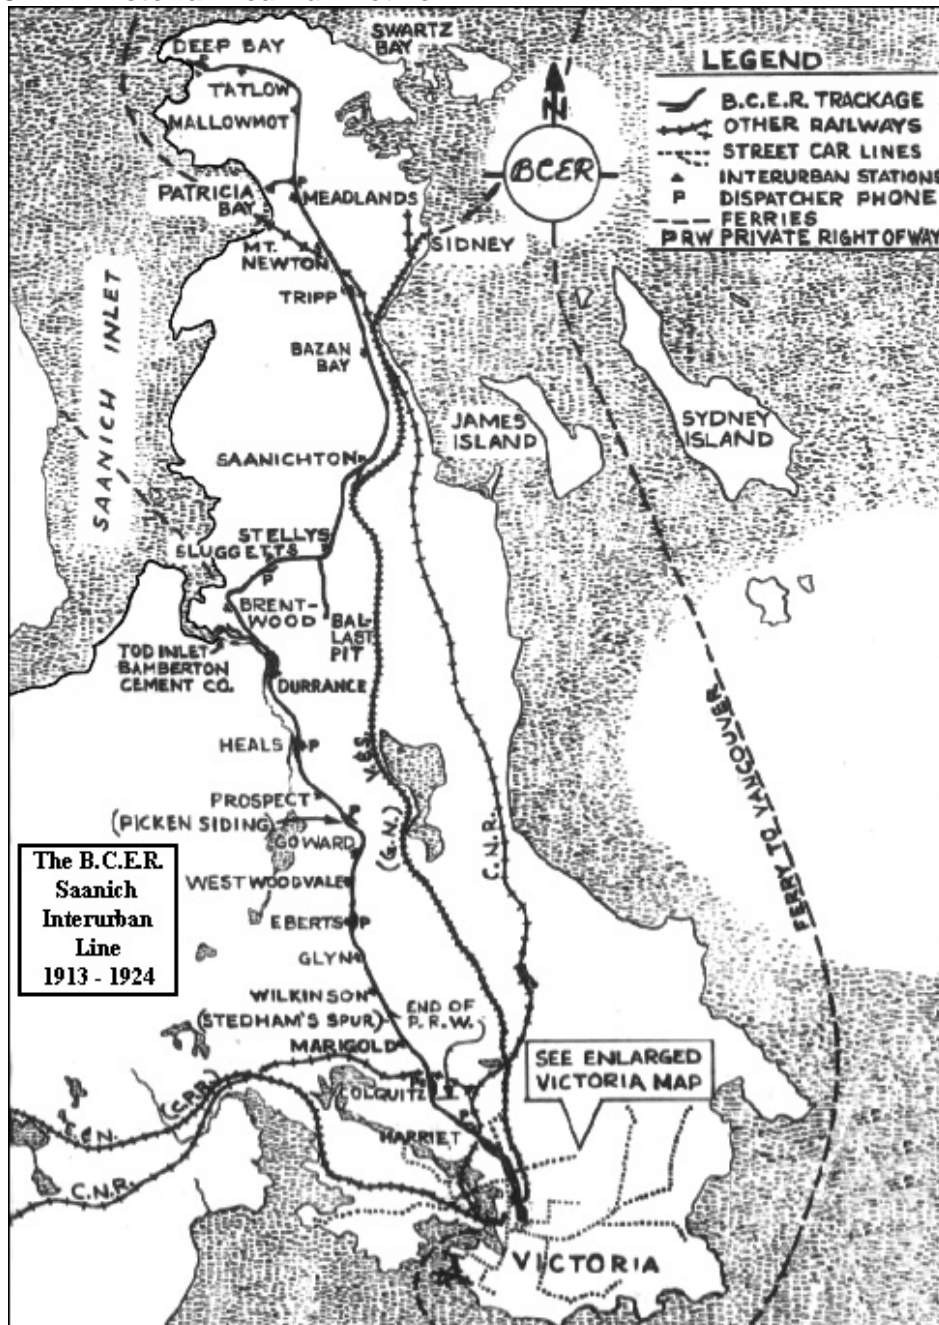 DEEP BAY
TATLOW
MALLOWMOT
SWARTZ
BAY
LEGEND
B.C.E.R. TRACKAGE
OTHER RAILWAYS
STREET CAR LINES
INTERURBAN STATIONS
P DISPATCHER PHONE
FERRIES
PRW PRIVATE RIGHT OF WAY
N
BCER
PATRICIA
BAY
P
MEADLANDS
SIDNEY
MT.
NEWTON
TRIPP
BAZAN
BAY
SAANICH INLET
JAMES
ISLAND
SYDNEY
ISLAND
SAANICHTON
STELLYS
SLUGGETTS
P
BRENT-
WOOD
BAL-
LAST
PIT
TOD INLET
BAMBERTON
CEMENT CO.
DURRANCE
HEALS
P
V.&S.
(G.N.)
C.N.R.
FERRY TO VANCOUVER
PROSPECT
P
(PICKEN SIDING)
GOWARD
WESTWOODVALE
EBERTS
P
GLYN
WILKINSON
(STEDHAM'S SPUR)
END OF
P.R.W.
MARIGOLD
COLQUITZ
P
HARRIET
The B.C.E.R.
Saanich
Interurban
Line
1913 - 1924
SEE ENLARGED
VICTORIA MAP
(C.P.R.)
E.&N.
C.N.R.
VICTORIA